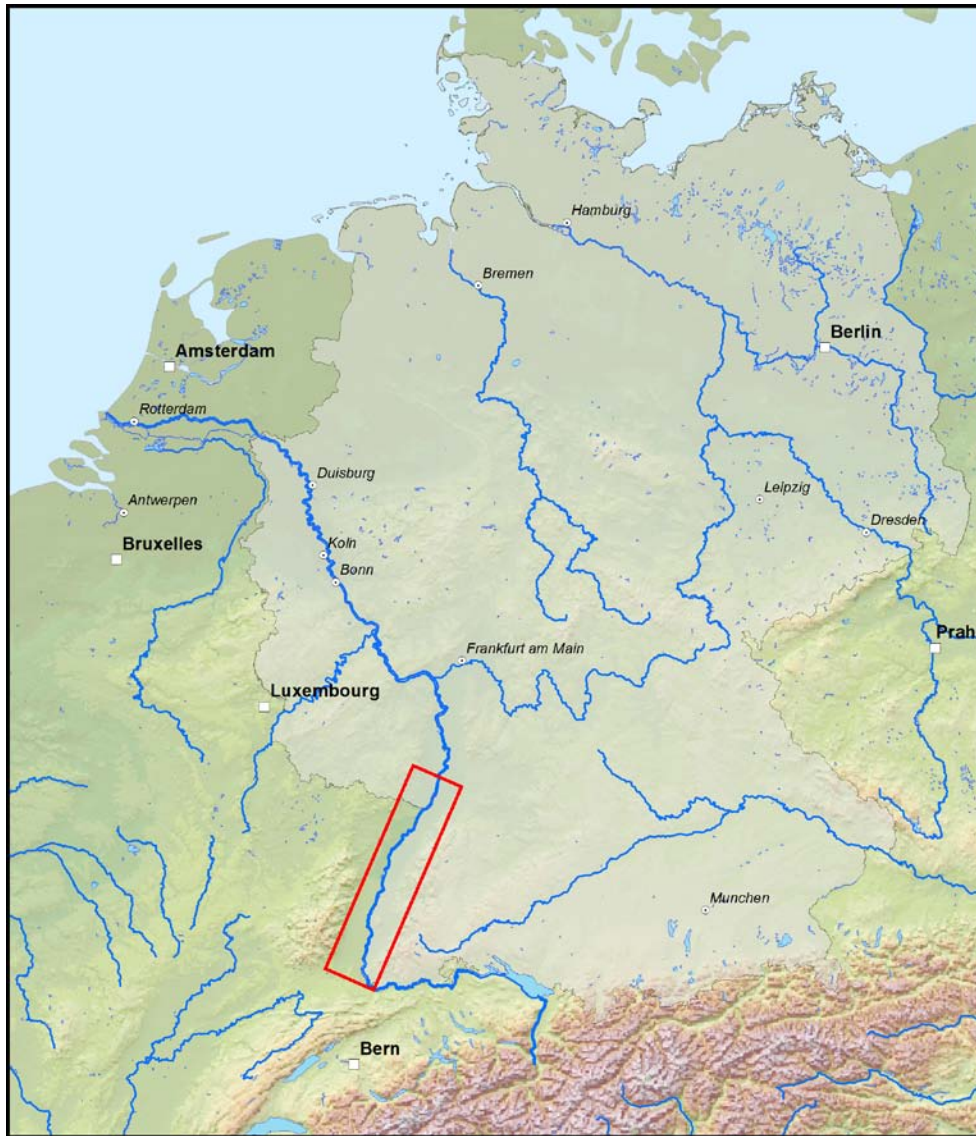 Hamburg
Bremen
Berlin
Amsterdam
Rotterdam
Duisburg
Leipzig
Antwerpen
Dresden
Bruxelles
Koln
Bonn
Prah
Frankfurt am Main
Luxembourg
Munchen
Bern